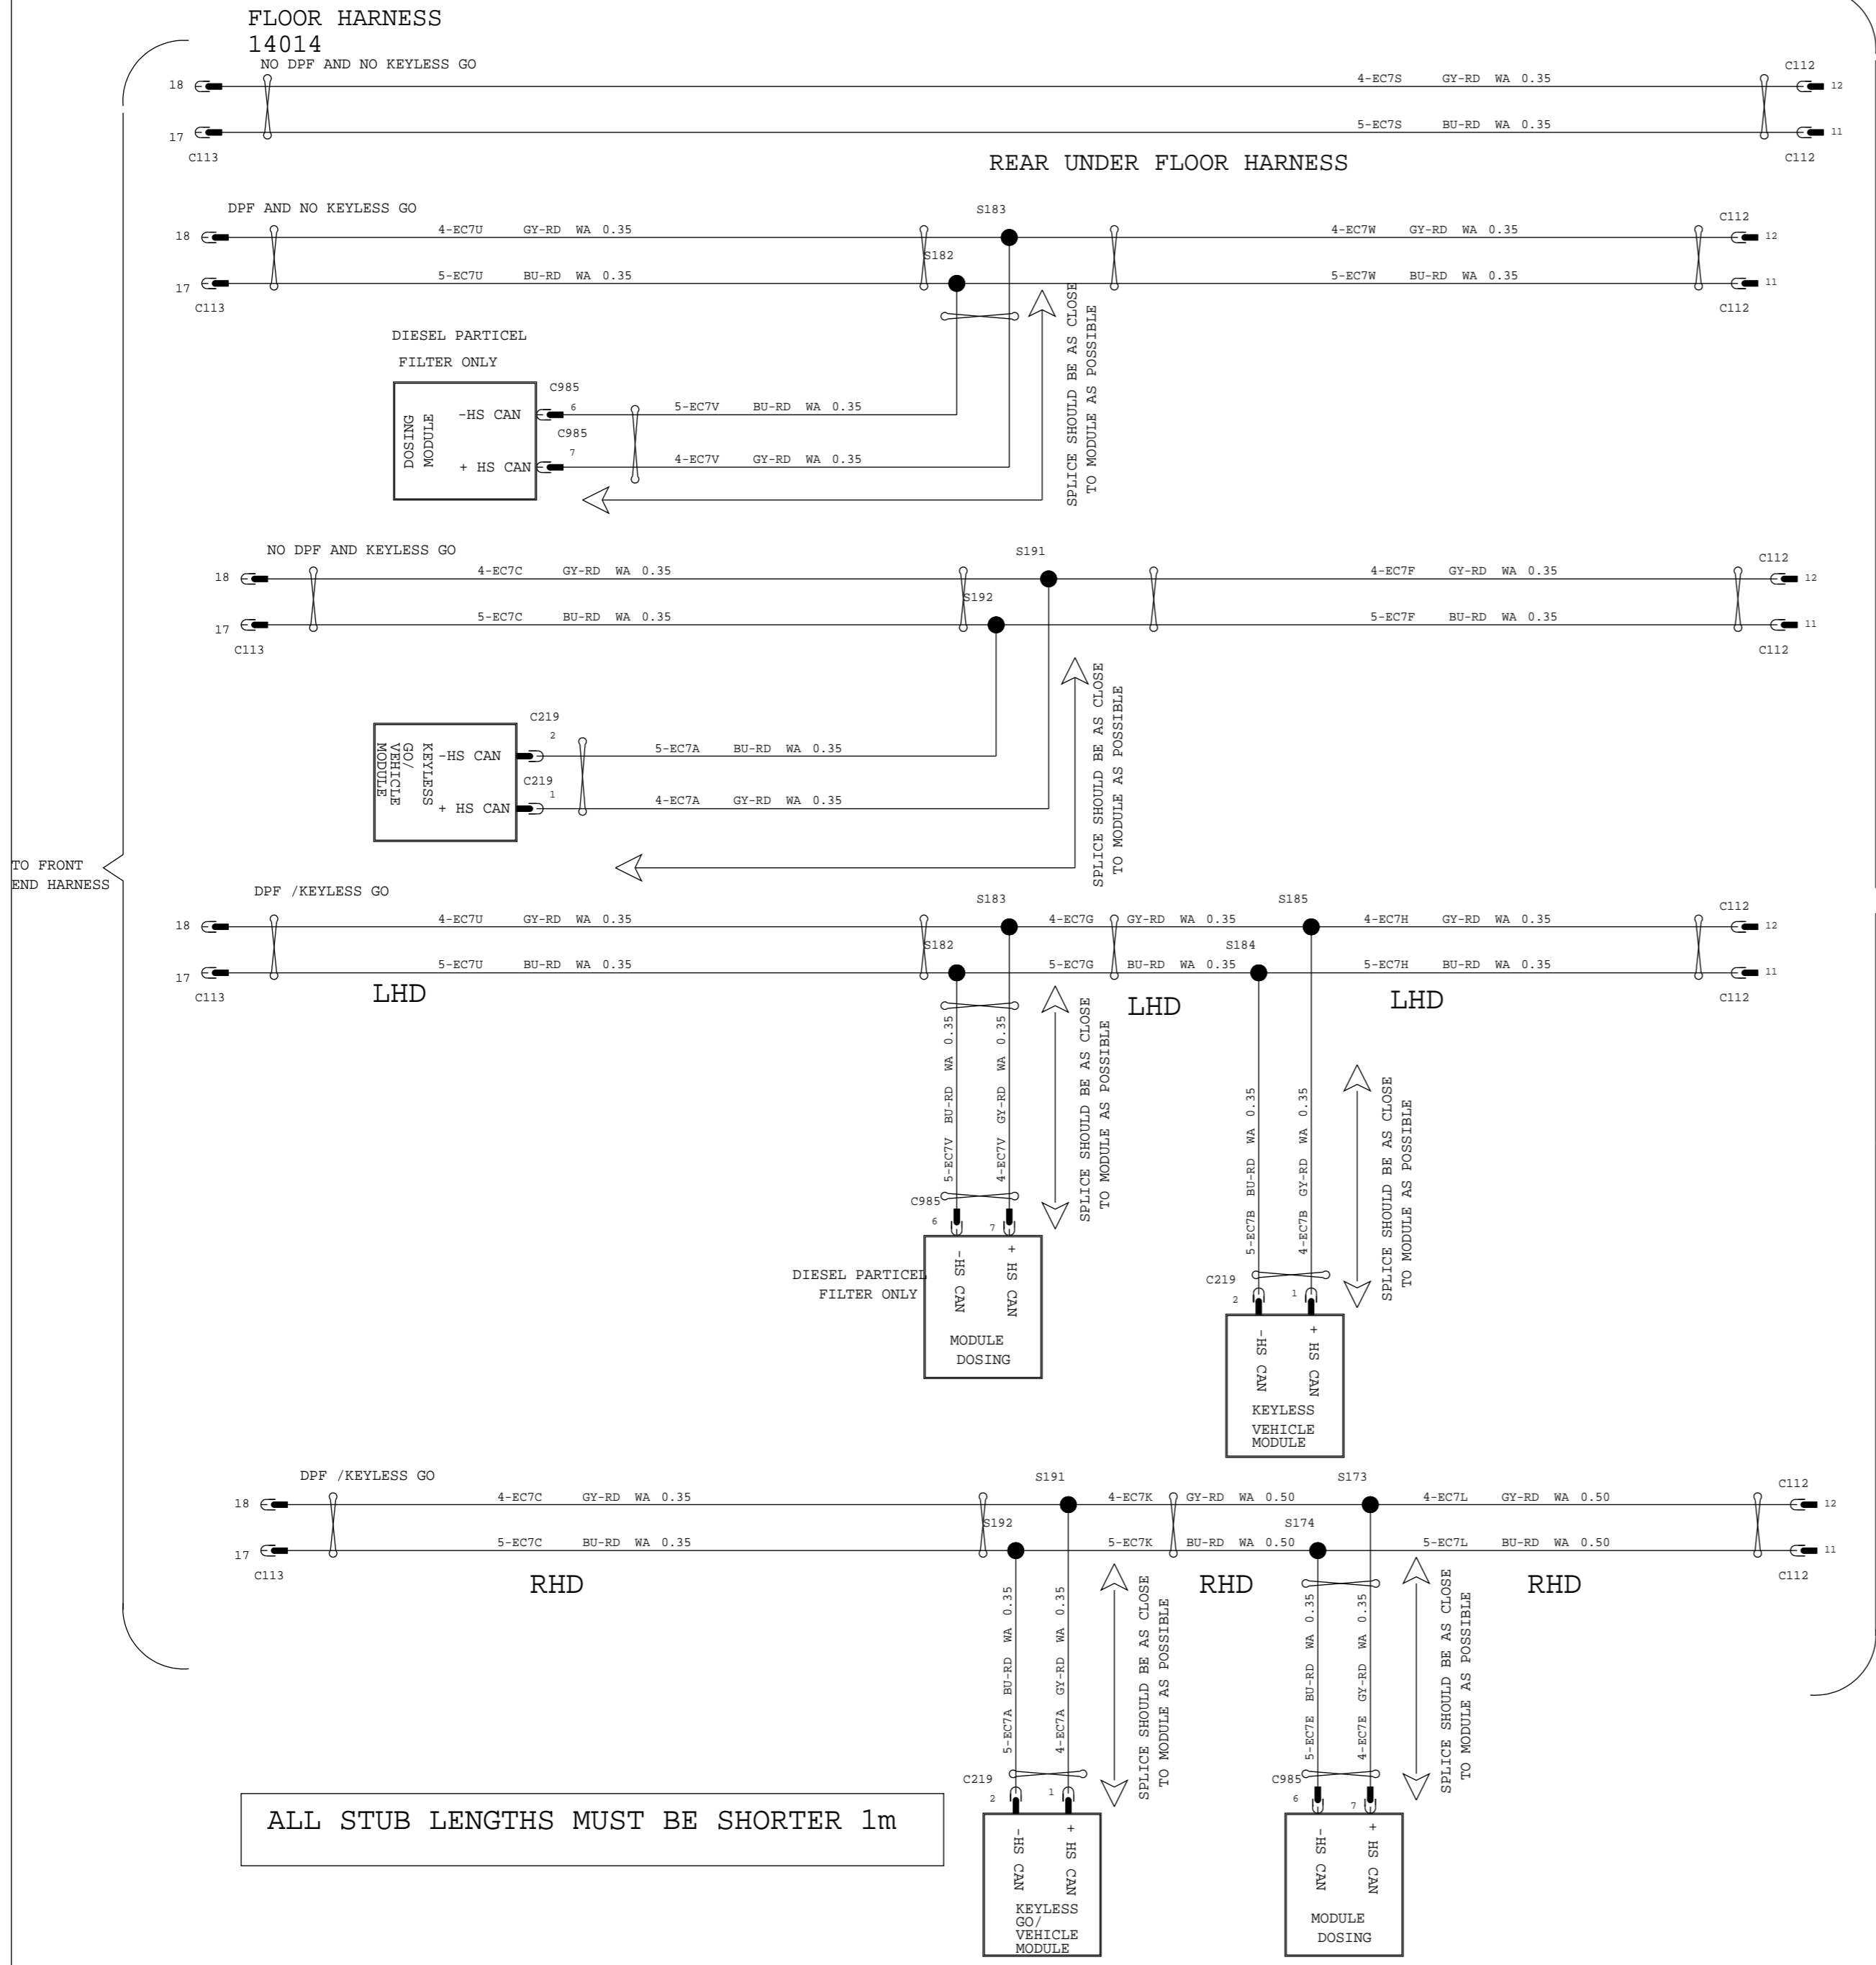 FLOOR HARNESS
14014
NO DPF AND NO KEYLESS GO
18
4-EC7S GY-RD WA 0.35
C112
12
17
5-EC7S BU-RD WA 0.35
11
C113
C112
REAR UNDER FLOOR HARNESS
DPF AND NO KEYLESS GO
S183
C112
18
4-EC7U GY-RD WA 0.35
4-EC7W GY-RD WA 0.35
12
S182
17
5-EC7U BU-RD WA 0.35
5-EC7W BU-RD WA 0.35
11
C113
C112
SPLICE SHOULD BE AS CLOSE
TO MODULE AS POSSIBLE
DIESEL PARTICEL
FILTER ONLY
DOSING
MODULE
-HS CAN
+ HS CAN
C985
6
C985
7
5-EC7V BU-RD WA 0.35
4-EC7V GY-RD WA 0.35
NO DPF AND KEYLESS GO
S191
C112
18
4-EC7C GY-RD WA 0.35
4-EC7F GY-RD WA 0.35
12
S192
17
5-EC7C BU-RD WA 0.35
5-EC7F BU-RD WA 0.35
11
C113
C112
SPLICE SHOULD BE AS CLOSE
TO MODULE AS POSSIBLE
KEYLESS
GO/
VEHICLE
MODULE
-HS CAN
+ HS CAN
C219
2
C219
1
5-EC7A BU-RD WA 0.35
4-EC7A GY-RD WA 0.35
TO FRONT
END HARNESS
DPF /KEYLESS GO
S183
S185
C112
18
4-EC7U GY-RD WA 0.35
4-EC7G GY-RD WA 0.35
4-EC7H GY-RD WA 0.35
12
S182
S184
17
5-EC7U BU-RD WA 0.35
5-EC7G BU-RD WA 0.35
5-EC7H BU-RD WA 0.35
11
C113
C112
LHD
LHD
LHD
5-EC7V BU-RD WA 0.35
4-EC7V GY-RD WA 0.35
SPLICE SHOULD BE AS CLOSE
TO MODULE AS POSSIBLE
5-EC7B BU-RD WA 0.35
4-EC7B GY-RD WA 0.35
SPLICE SHOULD BE AS CLOSE
TO MODULE AS POSSIBLE
C985
6
7
DIESEL PARTICEL
FILTER ONLY
-HS CAN
+ HS CAN
MODULE
DOSING
C219
2
1
-HS CAN
+ HS CAN
KEYLESS
VEHICLE
MODULE
DPF /KEYLESS GO
S191
S173
C112
18
4-EC7C GY-RD WA 0.35
4-EC7K GY-RD WA 0.50
4-EC7L GY-RD WA 0.50
12
S192
S174
17
5-EC7C BU-RD WA 0.35
5-EC7K BU-RD WA 0.50
5-EC7L BU-RD WA 0.50
11
C113
C112
RHD
RHD
RHD
5-EC7A BU-RD WA 0.35
4-EC7A GY-RD WA 0.35
SPLICE SHOULD BE AS CLOSE
TO MODULE AS POSSIBLE
5-EC7E BU-RD WA 0.35
4-EC7E GY-RD WA 0.35
SPLICE SHOULD BE AS CLOSE
TO MODULE AS POSSIBLE
C219
2
1
C985
6
7
ALL STUB LENGTHS MUST BE SHORTER 1m
-HS CAN
+ HS CAN
KEYLESS
GO/
VEHICLE
MODULE
-HS CAN
+ HS CAN
MODULE
DOSING